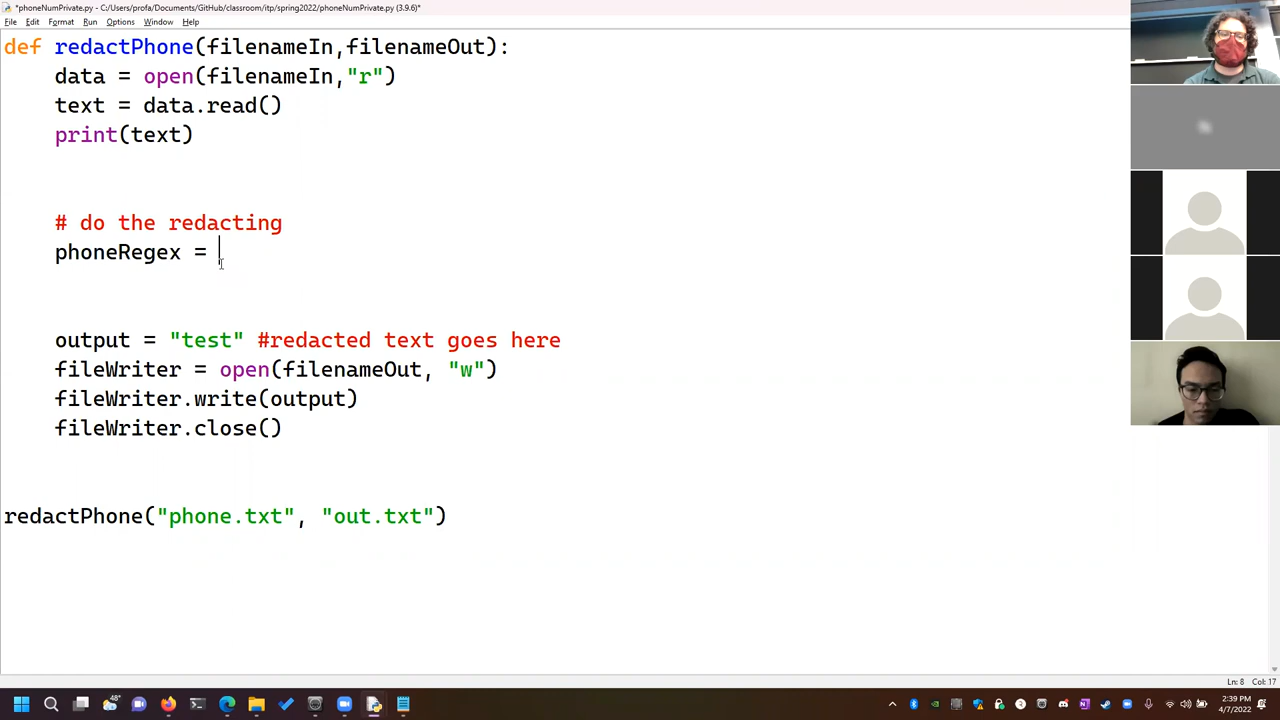 *phoneNumPrivate.py - C:/Users/profa/Documents/GitHub/classroom/itp/spring2022/phoneNumPrivate.py (3.9.6)*
File Edit Format Run Options Window Help
def redactPhone(filenameIn,filenameOut):
    data = open(filenameIn,"r")
    text = data.read()
    print(text)
    # do the redacting
    phoneRegex =
    output = "test" #redacted text goes here
    fileWriter = open(filenameOut, "w")
    fileWriter.write(output)
    fileWriter.close()
redactPhone("phone.txt", "out.txt")
Ln: 8 Col: 17
48°
2:39 PM
4/7/2022